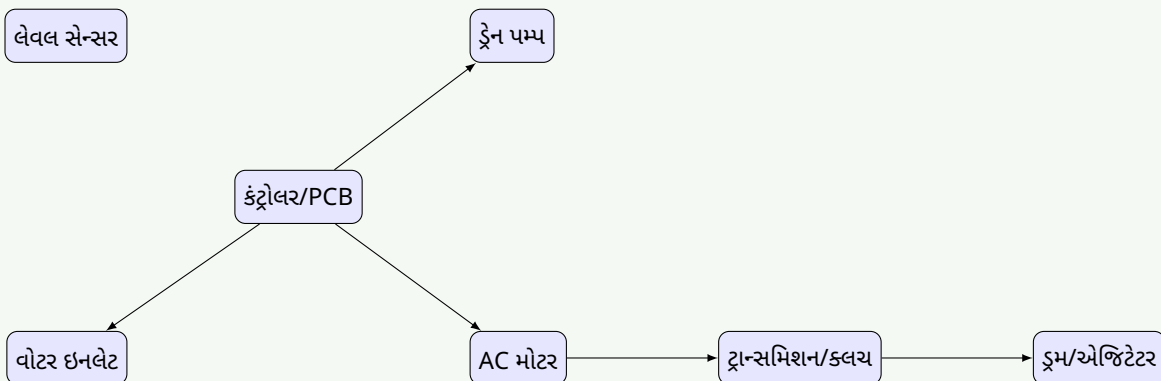 લેવલ સેન્સર
ડ્રેન પમ્પ
કંટ્રોલર/PCB
વોટર ઇનલેટ
AC મોટર
ટ્રાન્સમિશન/ક્લચ
ડ્રમ/એજિટેટર